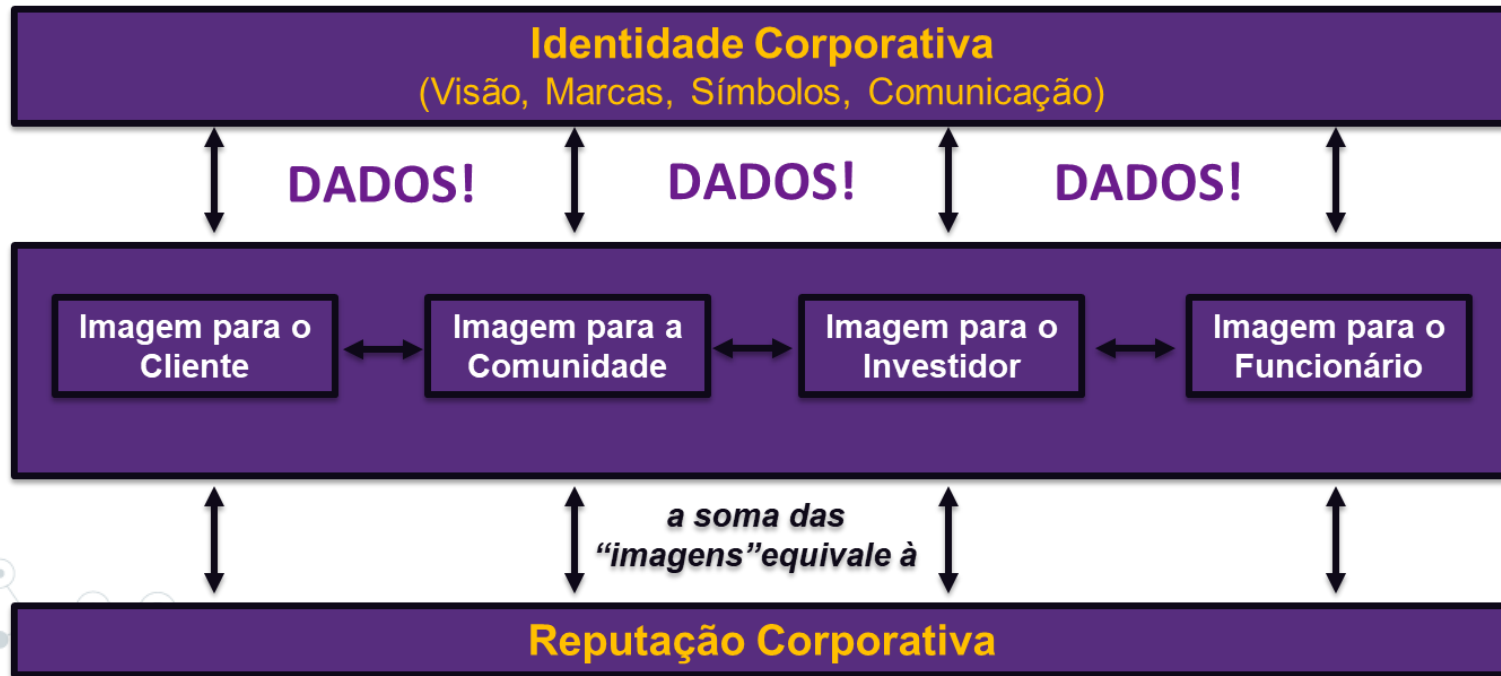 Identidade Corporativa
(Visão, Marcas, Símbolos, Comunicação)
DADOS!
DADOS!
DADOS!
Imagem para o
Cliente
Imagem para a
Comunidade
Imagem para o
Investidor
Imagem para o
Funcionário
a soma das
“imagens”equivale à
Reputação Corporativa